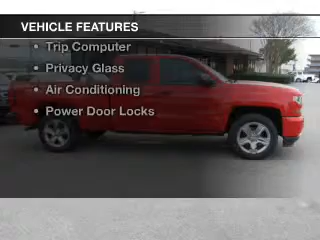 VEHICLE FEATURES
• Trip Computer
• Privacy Glass
• Air Conditioning
• Power Door Locks